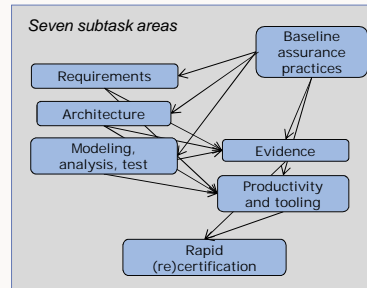 Seven subtask areas
Baseline
assurance
practices
Requirements
Architecture
Modeling,
analysis, test
Evidence
Productivity
and tooling
Rapid
(re)certification